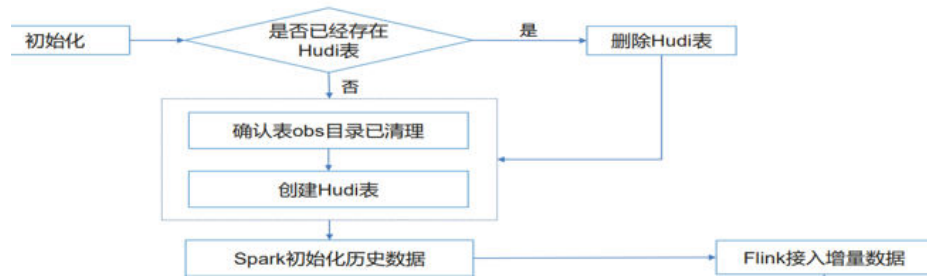 初始化
是否已经存在
Hudi表
是
删除Hudi表
否
确认表obs目录已清理
创建Hudi表
Spark初始化历史数据
Flink接入增量数据